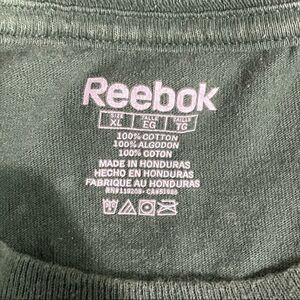 Reebok
SIZE TALLA TAILLE
XL EG TG
100% COTTON
100% ALGODON
100% COTON
MADE IN HONDURAS
HECHO EN HONDURAS
FABRIQUE AU HONDURAS